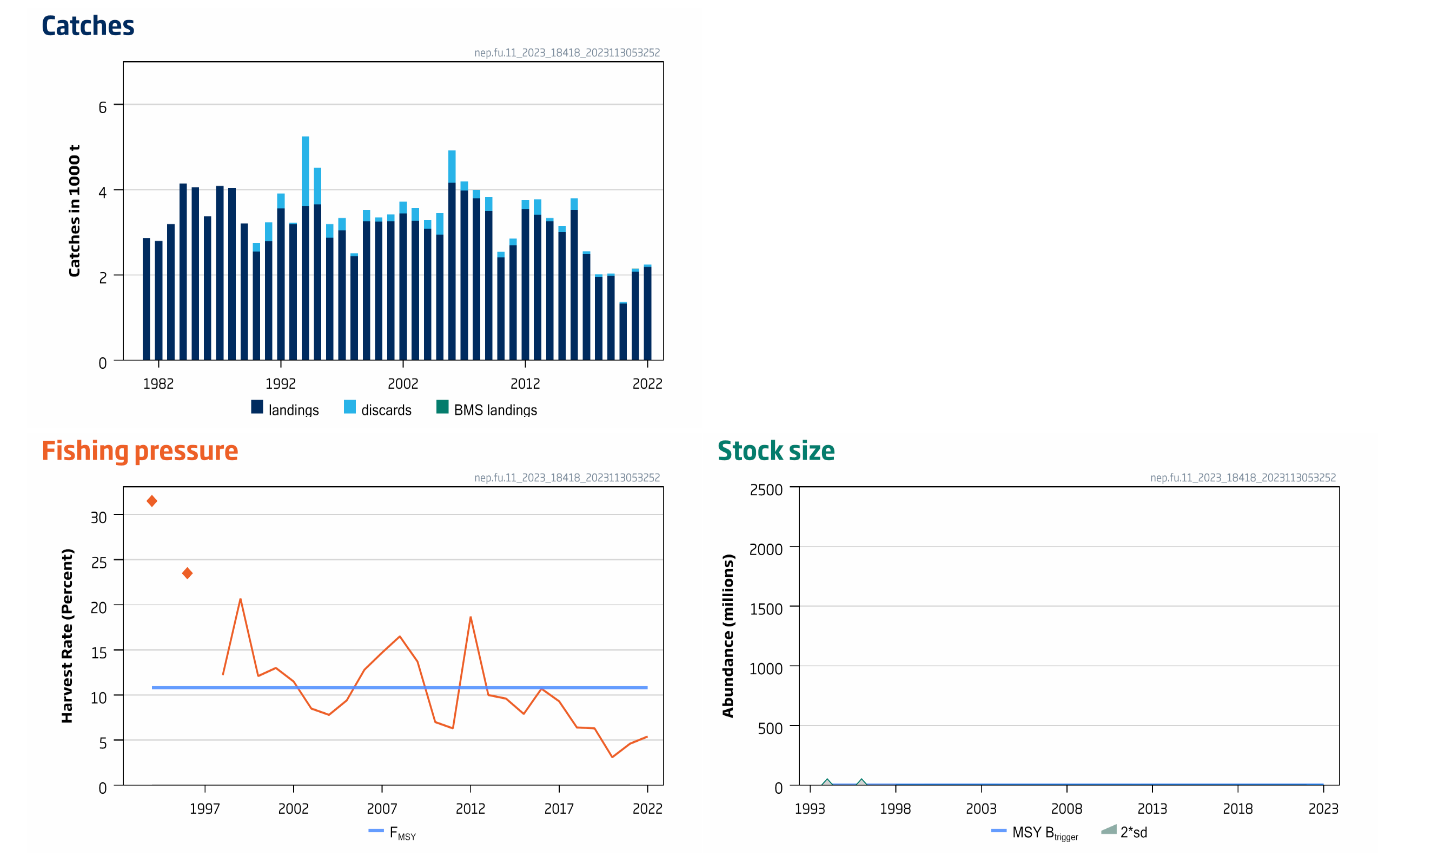 Catches
nep.fu.11_2023_18418_2023113053252
Catches in 1000 t
6
4
2
0
1982 1992 2002 2012 2022
landings discards BMS landings
Fishing pressure
nep.fu.11_2023_18418_2023113053252
Harvest Rate (Percent)
30
25
20
15
10
5
0
1997 2002 2007 2012 2017 2022
FMSY
Stock size
nep.fu.11_2023_18418_2023113053252
Abundance (millions)
2500
2000
1500
1000
500
0
1993 1998 2003 2008 2013 2018 2023
MSY Btrigger 2*sd